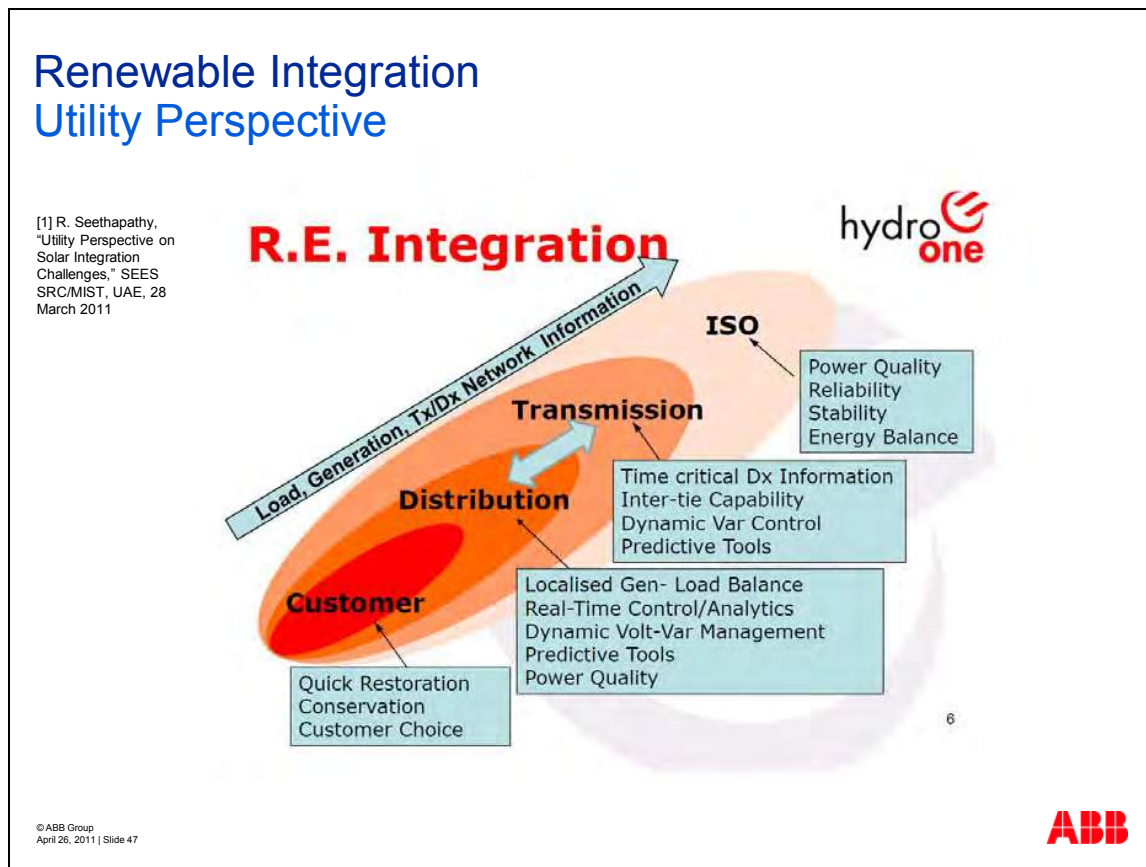 Renewable Integration
Utility Perspective
[1] R. Seethapathy,
“Utility Perspective on
Solar Integration
Challenges,” SEES
SRC/MIST, UAE, 28
March 2011
R.E. Integration
hydro
one
Load, Generation, Tx/Dx Network Information
ISO
Power Quality
Reliability
Stability
Energy Balance
Transmission
Time critical Dx Information
Inter-tie Capability
Dynamic Var Control
Predictive Tools
Distribution
Localised Gen- Load Balance
Real-Time Control/Analytics
Dynamic Volt-Var Management
Predictive Tools
Power Quality
Customer
Quick Restoration
Conservation
Customer Choice
6
© ABB Group
April 26, 2011 | Slide 47
ABB